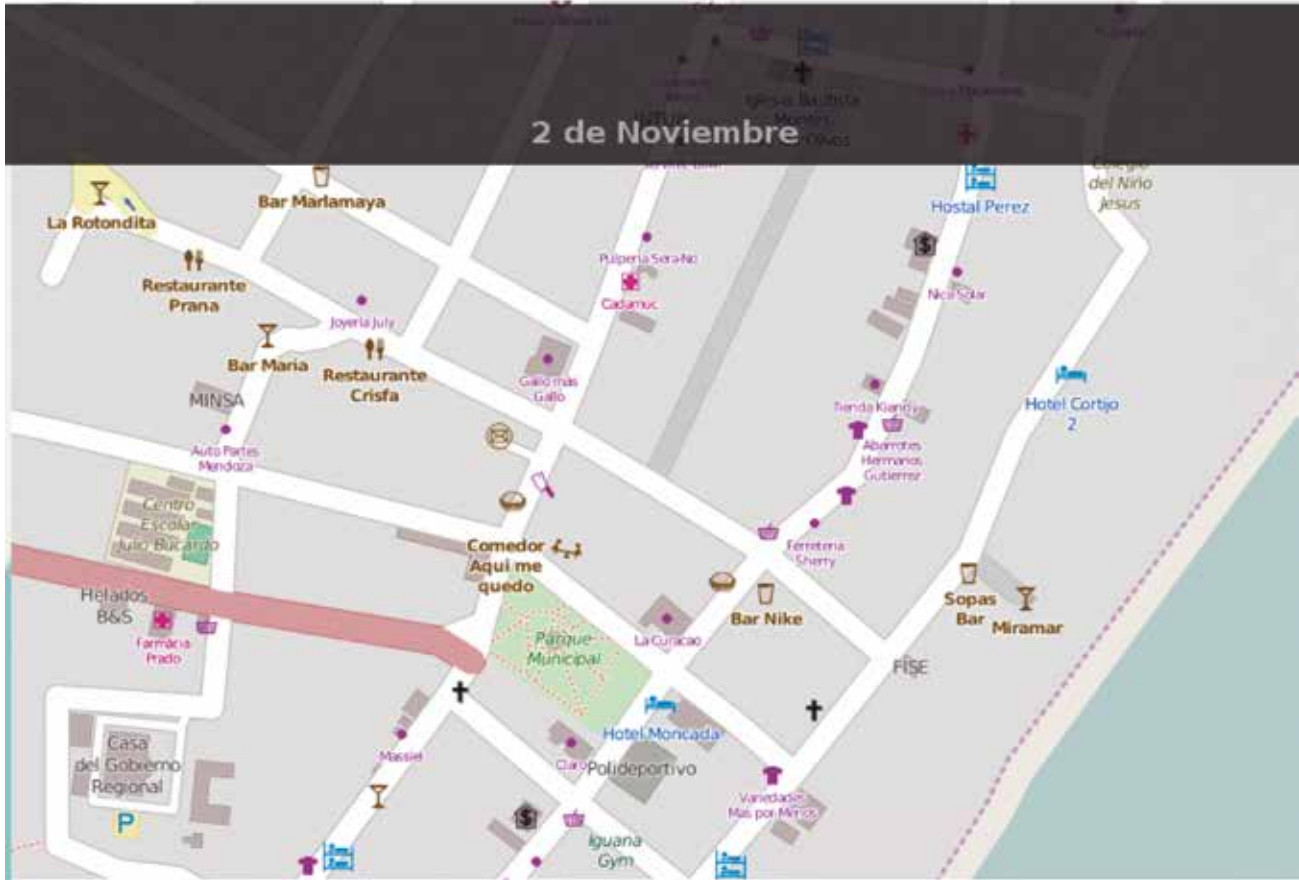 Iglesia Bautista
Montes
Olivos
2 de Noviembre
Colegio
del Niño
Jesus
Bar Marlamaya
La Rotondita
Hostal Perez
Pulperia Sera-No
Restaurante
Prana
Cadamuc
Nica Solar
Joyeria July
Bar Maria
Restaurante
Crisfa
Gallo mas
Gallo
MINSA
Hotel Cortijo
2
Auto Partes
Mendoza
Abarrotes
Hermanos
Gutierrez
Centro
Escolar
Julio Bucardo
Comedor
Aqui me
quedo
Ferreteria
Sherry
Helados
B&S
Sopas
Bar
Miramar
Bar Nike
Farmacia
Prado
Parque
Municipal
La Curacao
FISE
Hotel Moncada
Casa
del Gobierno
Regional
Massiel
Claro
Polideportivo
Variedades
Mas por Menos
P
Iguana
Gym